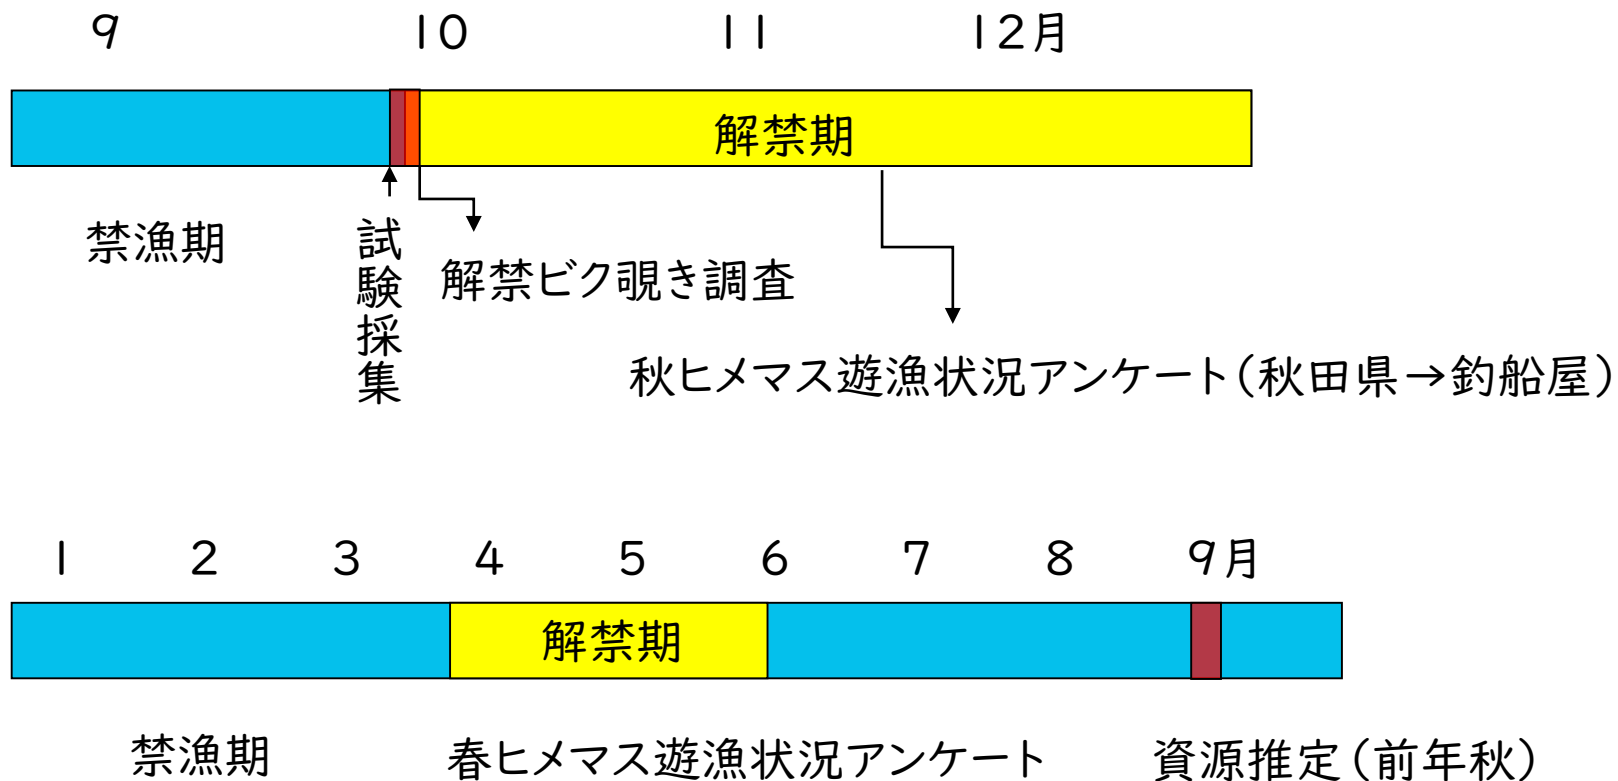 9 10 11 12月
解禁期
禁漁期
試験採集
解禁ビク覗き調査
秋ヒメマス遊漁状況アンケート(秋田県→釣船屋)
1 2 3 4 5 6 7 8 9月
解禁期
禁漁期 春ヒメマス遊漁状況アンケート 資源推定(前年秋)